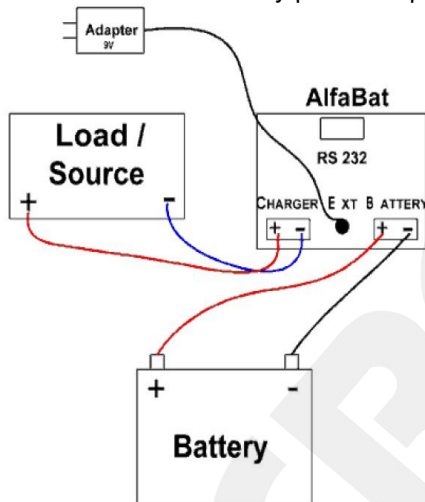 Adapter
9V
AlfaBat
RS 232
Load /
Source
+ -
CHARGER EXT BATTERY
+ - + -
+ -
Battery